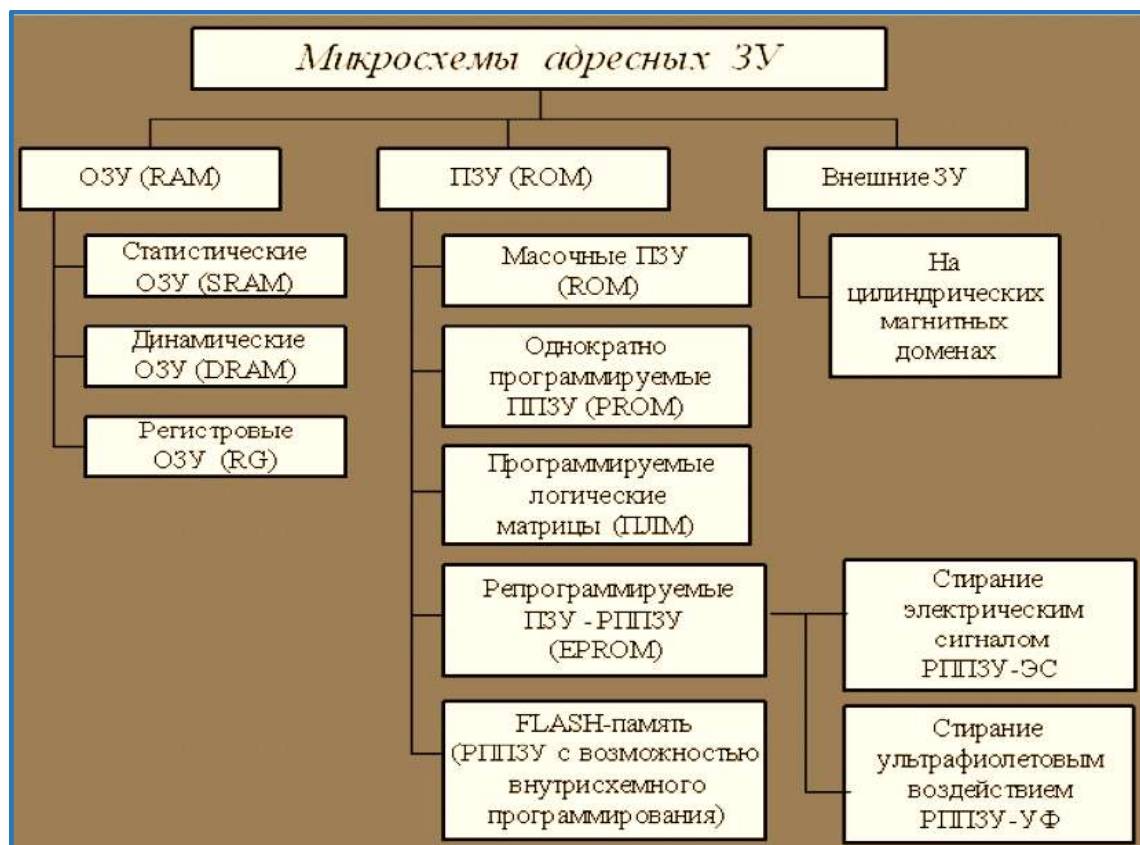 Микросхемы адресных ЗУ
ОЗУ (RAM)
Статистические
ОЗУ (SRAM)
Динамические
ОЗУ (DRAM)
Регистровые
ОЗУ (RG)
ПЗУ (ROM)
Масочные ПЗУ
(ROM)
Однократно
программируемые
ППЗУ (PROM)
Программируемые
логические
матрицы (ПЛМ)
Репрограммируемые
ПЗУ - РППЗУ
(EPROM)
Стирание
электрическим
сигналом
РППЗУ-ЭС
Стирание
ультрафиолетовым
воздействием
РППЗУ-УФ
FLASH-память
(РППЗУ с возможностью
внутрисхемного
программирования)
Внешние ЗУ
На
цилиндрических
магнитных
доменах